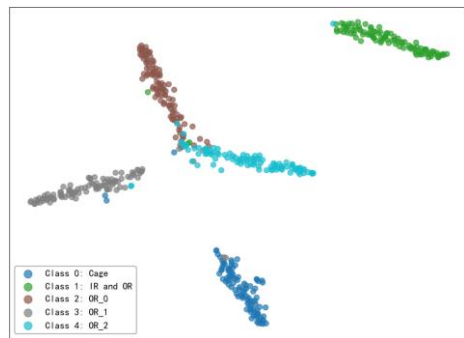 Class 0: Cage
Class 1: IR and OR
Class 2: OR_0
Class 3: OR_1
Class 4: OR_2